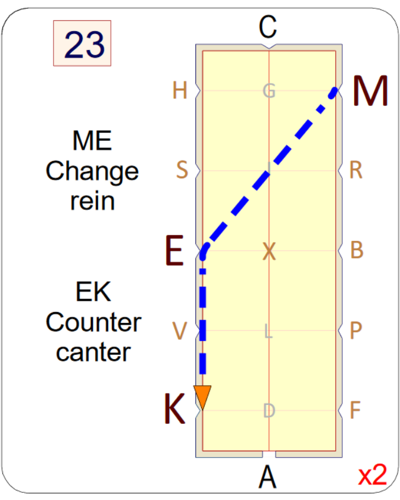 23
C
H G M
ME
Change
rein
S R
E X B
EK
Counter
canter
V L P
K D F
A
x2